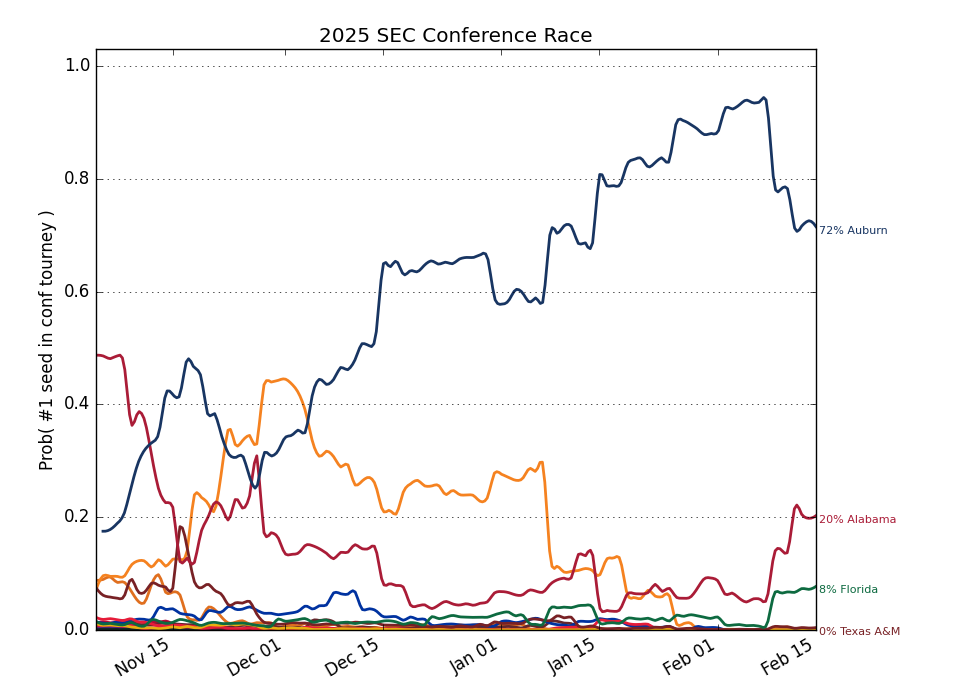 2025 SEC Conference Race
Prob( #1 seed in conf tourney )
1.0
0.8
0.6
0.4
0.2
0.0
72% Auburn
20% Alabama
8% Florida
0% Texas A&M
Nov 15
Dec 01
Dec 15
Jan 01
Jan 15
Feb 01
Feb 15